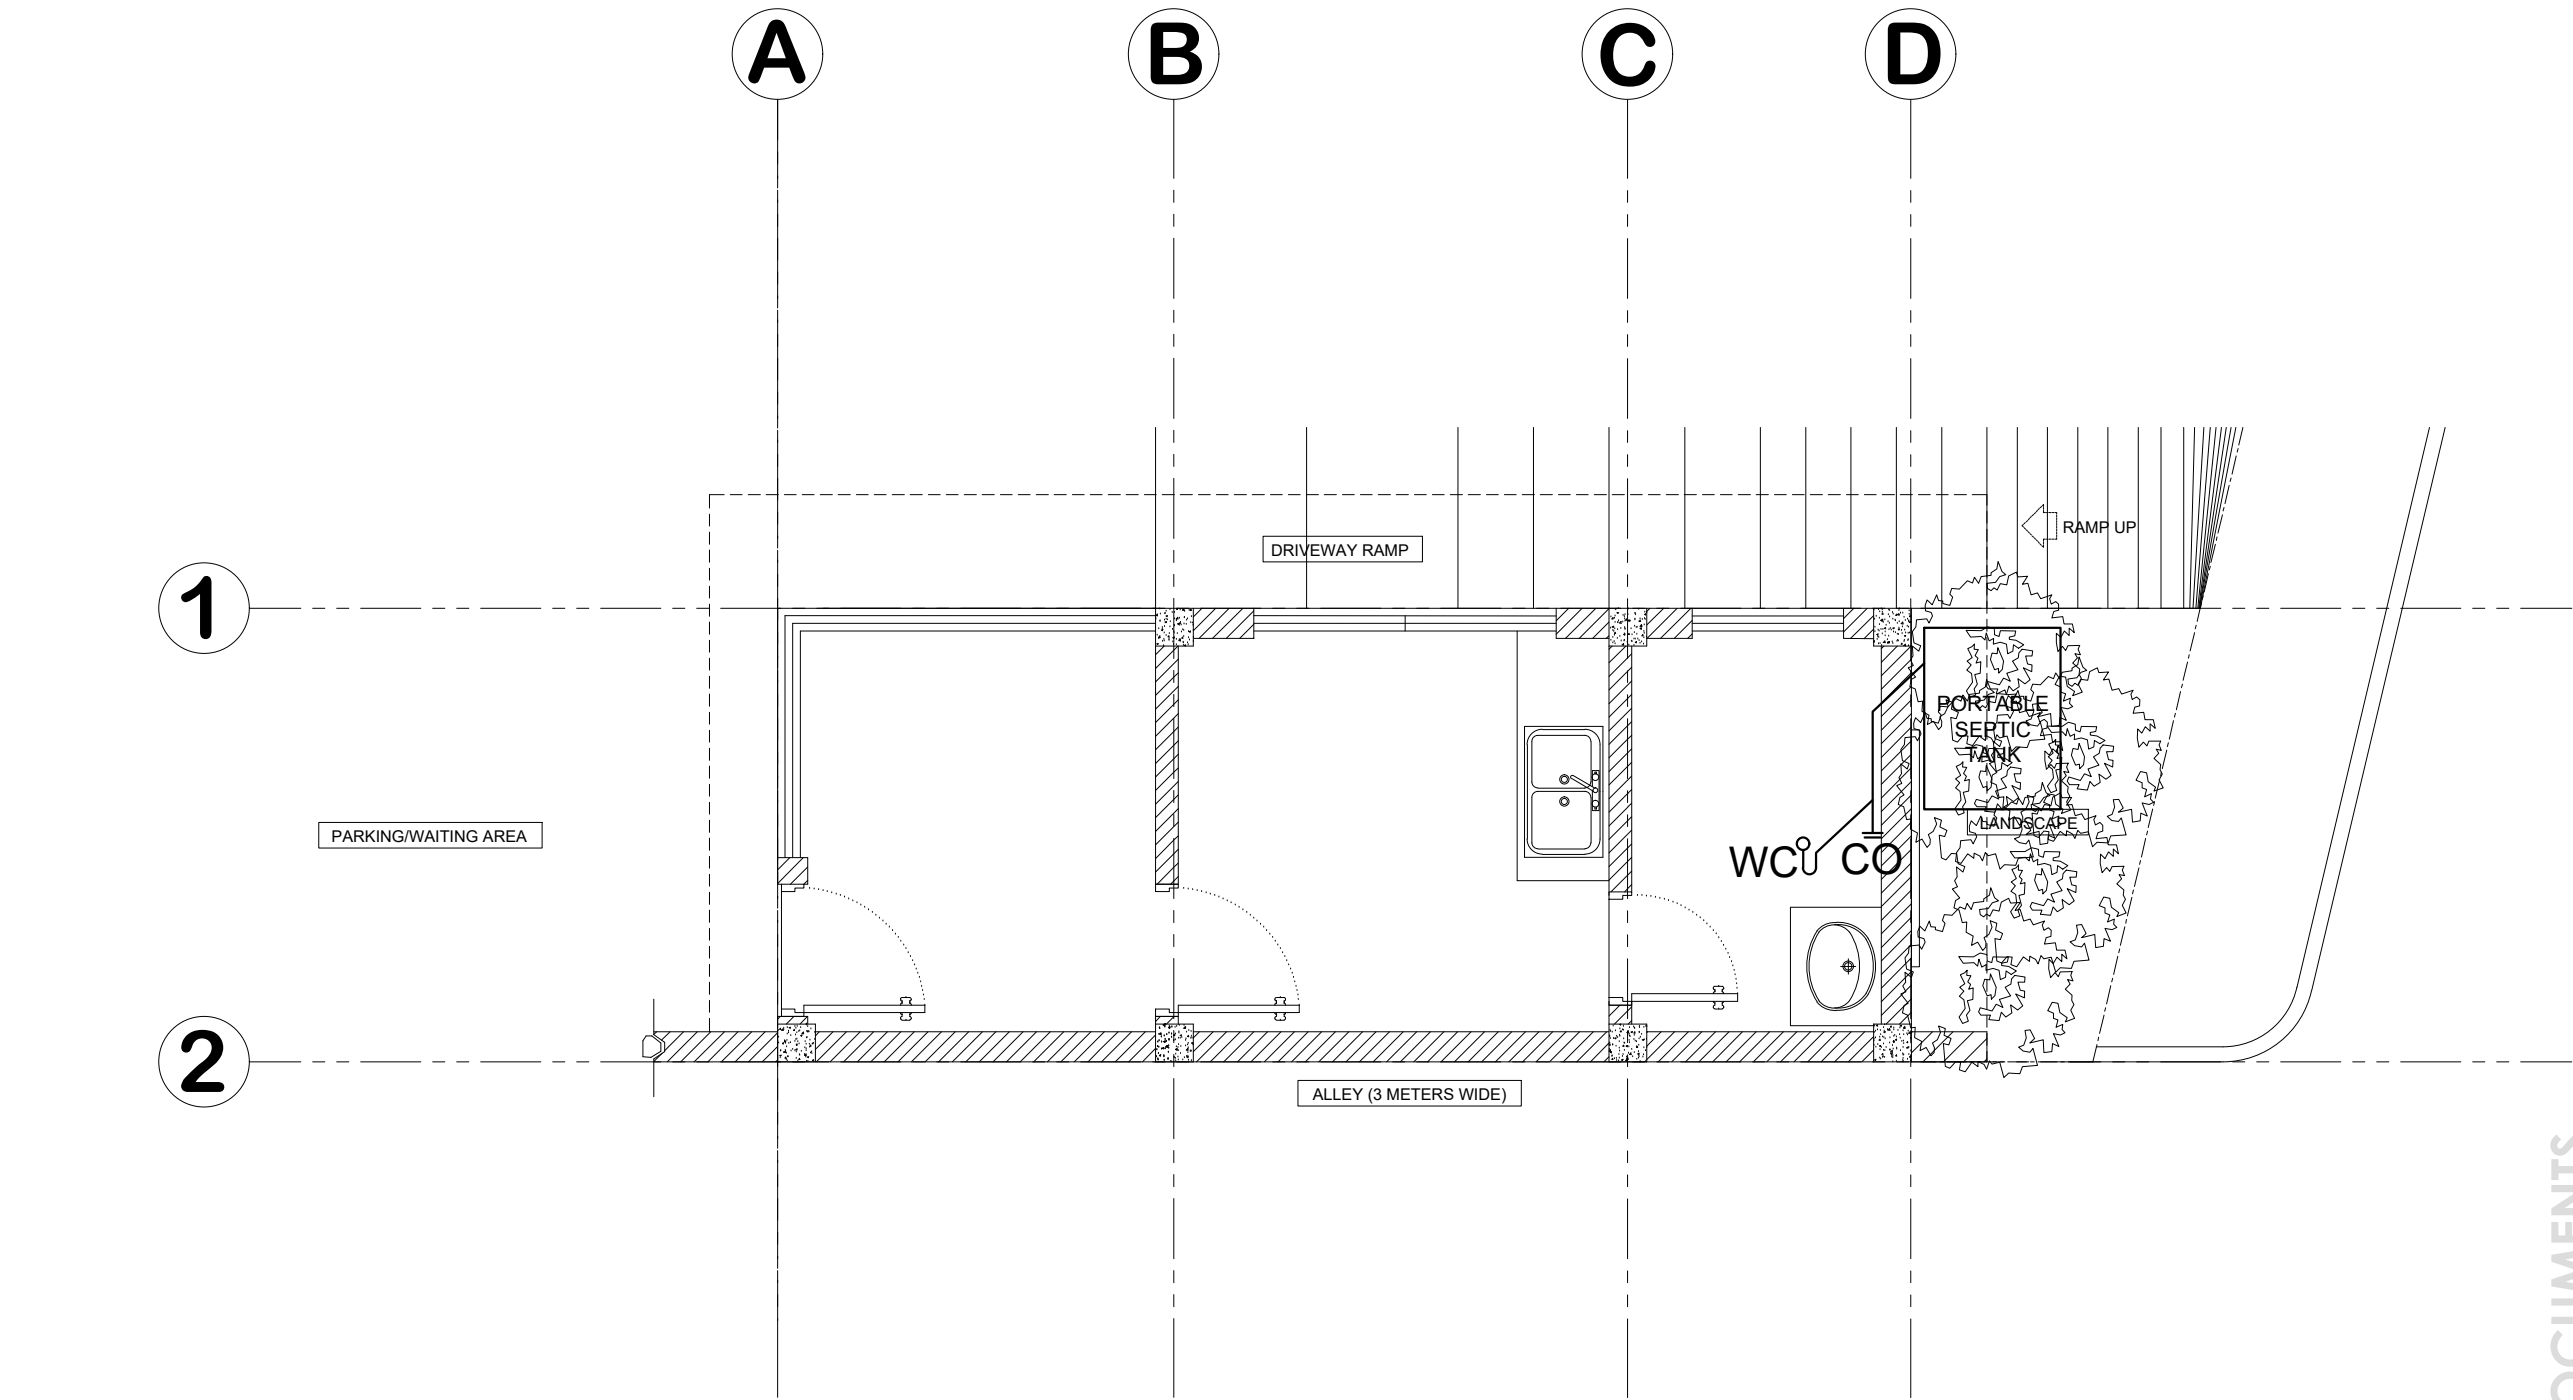 A
B
C
D
RAMP UP
DRIVEWAY RAMP
1
PORTABLE
SEPTIC
TANK
LANDSCAPE
PARKING/WAITING AREA
WC
CO
2
ALLEY (3 METERS WIDE)
OCUMENTS